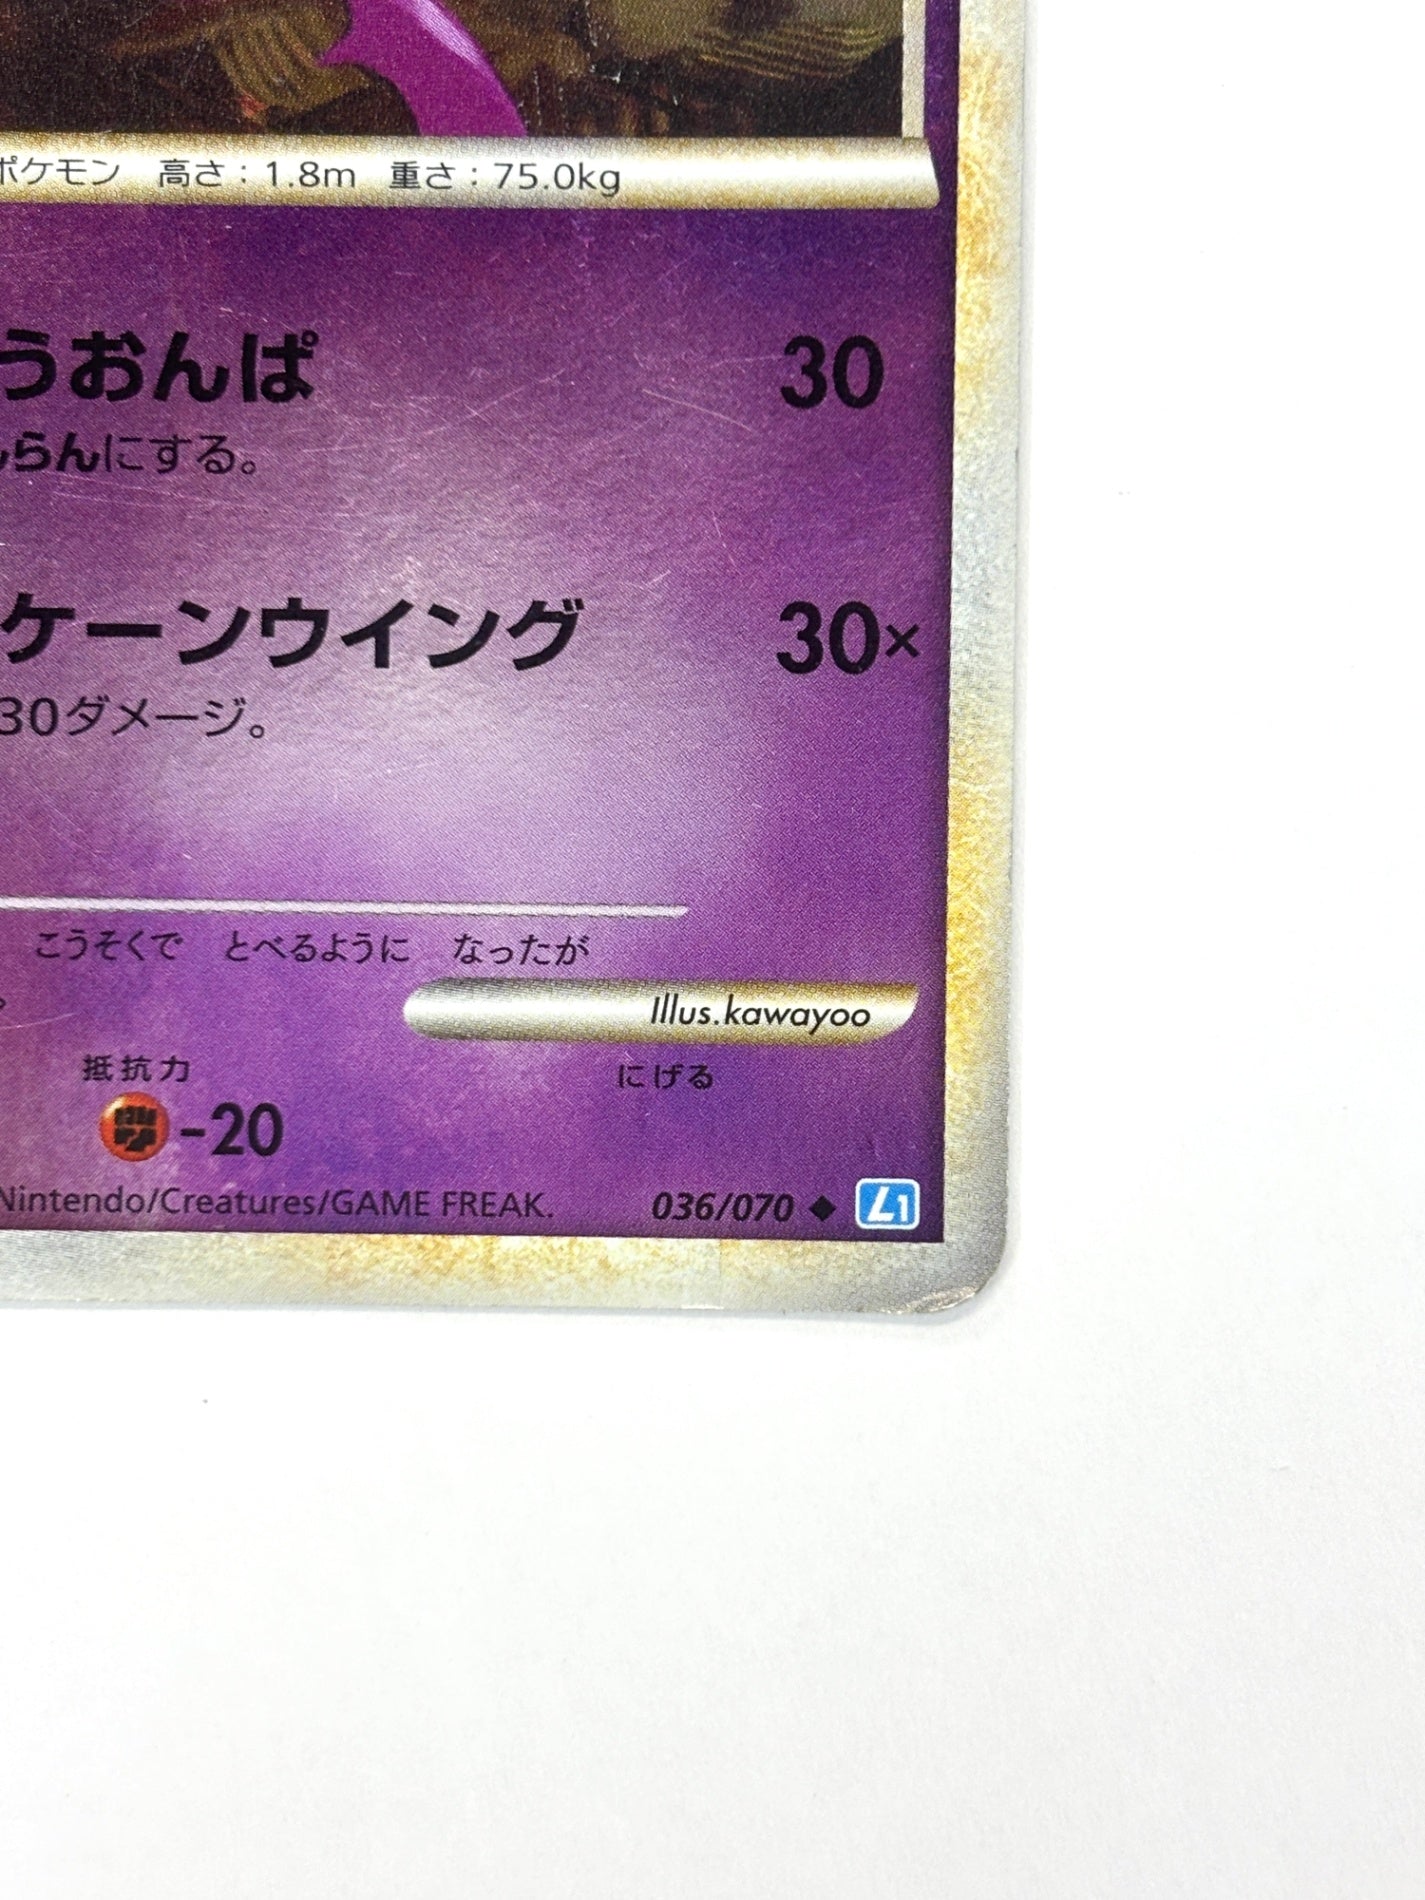 ポケモン 高さ：1.8m 重さ：75.0kg
うおんぱ 30
らんにする。
ケーンウイング 30×
30ダメージ。
こうそくで とべるように なったが
。
Illus.kawayoo
抵抗力 にげる
-20
Nintendo/Creatures/GAME FREAK. 036/070 ◆ L1